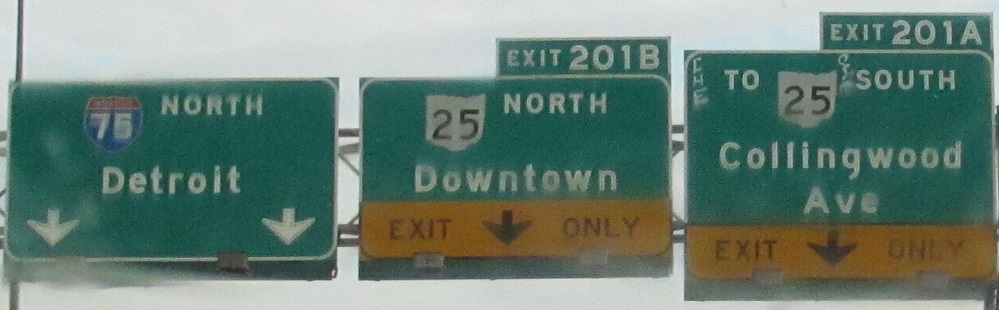 75 NORTH
Detroit
EXIT 201B
25 NORTH
Downtown
EXIT ONLY
EXIT 201A
TO 25 SOUTH
Collingwood
Ave
EXIT ONLY